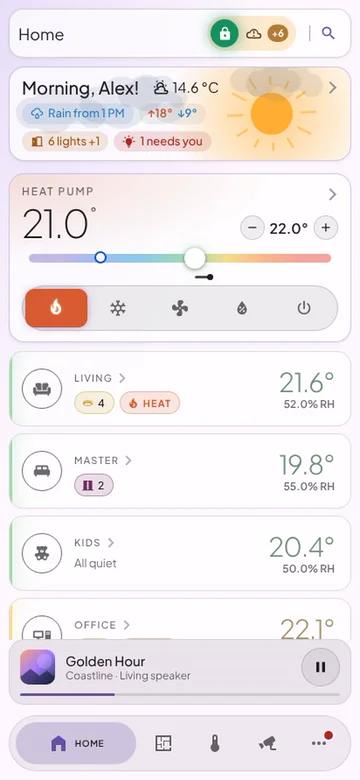 Home
+6
Morning, Alex! 14.6 °C
Rain from 1 PM ↑18° ↓9°
6 lights +1 1 needs you
HEAT PUMP
21.0°
− 22.0° +
LIVING
4 HEAT
21.6°
52.0% RH
MASTER
2
19.8°
55.0% RH
KIDS
All quiet
20.4°
50.0% RH
OFFICE
22.1°
Golden Hour
Coastline · Living speaker
HOME